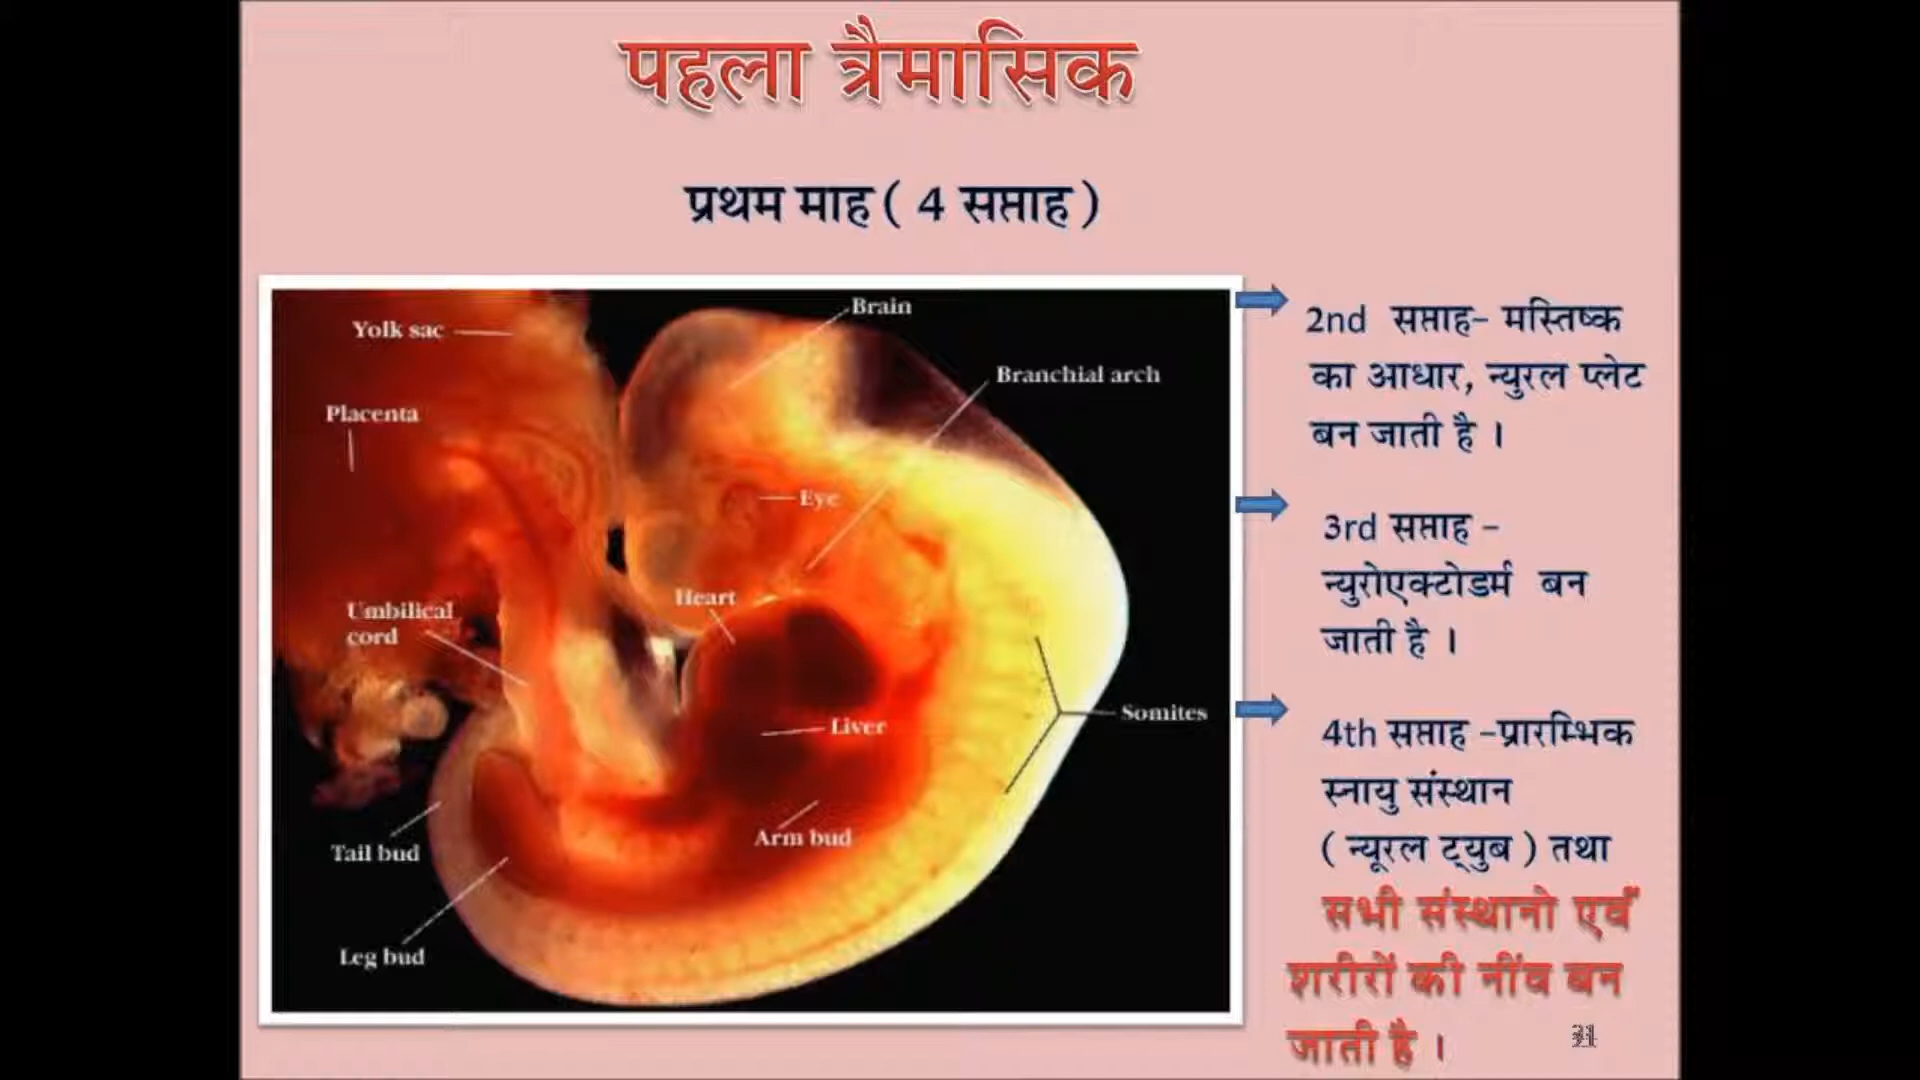 पहला त्रैमासिक
प्रथम माह ( 4 सप्ताह )
Brain
Yolk sac
Branchial arch
Placenta
Eye
Heart
Umbilical
cord
Somites
Liver
Arm bud
Tail bud
Leg bud
2nd सप्ताह– मस्तिष्क
का आधार, न्युरल प्लेट
बन जाती है ।
3rd सप्ताह –
न्युरोएक्टोडर्म बन
जाती है ।
4th सप्ताह –प्रारम्भिक
स्नायु संस्थान
( न्यूरल ट्युब ) तथा
सभी संस्थानो एवं
शरीरों की नींव बन
जाती है ।